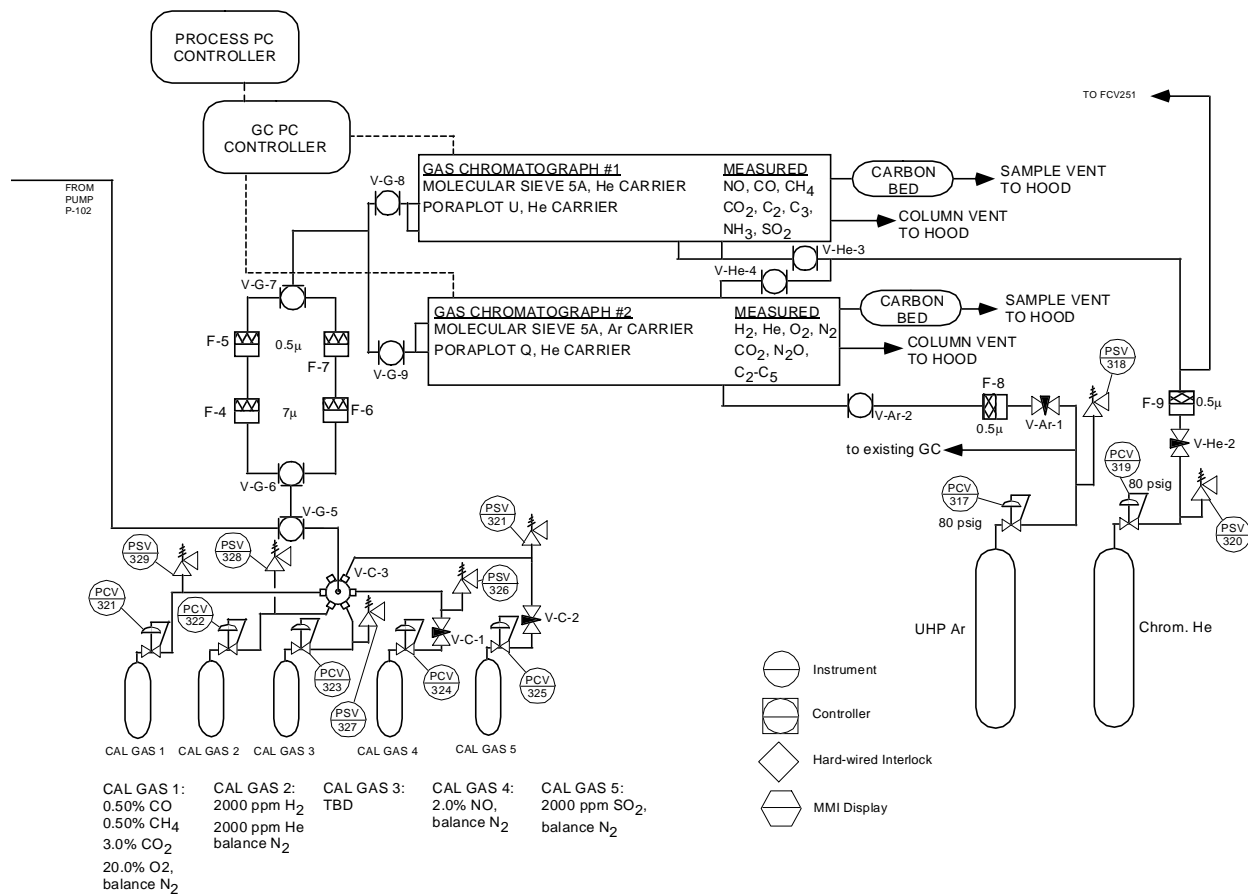 PROCESS PC
CONTROLLER
GC PC
CONTROLLER
TO FCV251
FROM
PUMP
P-102
V-G-8
GAS CHROMATOGRAPH #1
MOLECULAR SIEVE 5A, He CARRIER
PORAPLOT U, He CARRIER
MEASURED
NO, CO, CH4
CO2, C2, C3,
NH3, SO2
CARBON
BED
SAMPLE VENT
TO HOOD
COLUMN VENT
TO HOOD
V-He-3
V-He-4
V-G-7
GAS CHROMATOGRAPH #2
MOLECULAR SIEVE 5A, Ar CARRIER
PORAPLOT Q, He CARRIER
MEASURED
H2, He, O2, N2
CO2, N2O,
C2-C5
CARBON
BED
SAMPLE VENT
TO HOOD
COLUMN VENT
TO HOOD
F-5
0.5µ
F-7
V-G-9
F-4
7µ
F-6
PSV
318
F-8
0.5µ
V-Ar-2
V-Ar-1
F-9
0.5µ
V-He-2
to existing GC
V-G-6
V-G-5
PCV
317
80 psig
PCV
319
80 psig
PSV
320
PSV
329
PSV
328
PSV
321
V-C-3
PSV
326
PCV
321
PCV
322
PCV
323
PSV
327
V-C-1
PCV
324
V-C-2
PCV
325
UHP Ar
Chrom. He
CAL GAS 1
CAL GAS 2
CAL GAS 3
CAL GAS 4
CAL GAS 5
Instrument
Controller
Hard-wired Interlock
MMI Display
CAL GAS 1:
0.50% CO
0.50% CH4
3.0% CO2
20.0% O2,
balance N2
CAL GAS 2:
2000 ppm H2
2000 ppm He
balance N2
CAL GAS 3:
TBD
CAL GAS 4:
2.0% NO,
balance N2
CAL GAS 5:
2000 ppm SO2,
balance N2